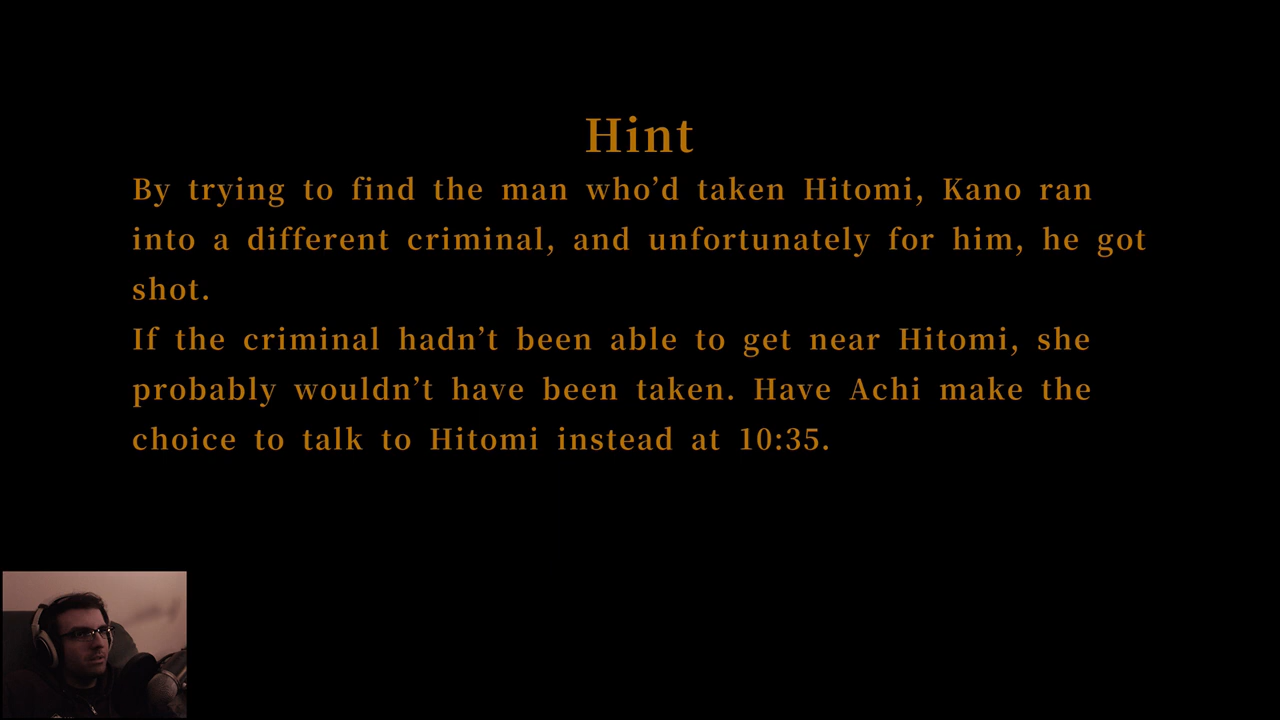 Hint
By trying to find the man who’d taken Hitomi, Kano ran
into a different criminal, and unfortunately for him, he got
shot.
If the criminal hadn’t been able to get near Hitomi, she
probably wouldn’t have been taken. Have Achi make the
choice to talk to Hitomi instead at 10:35.